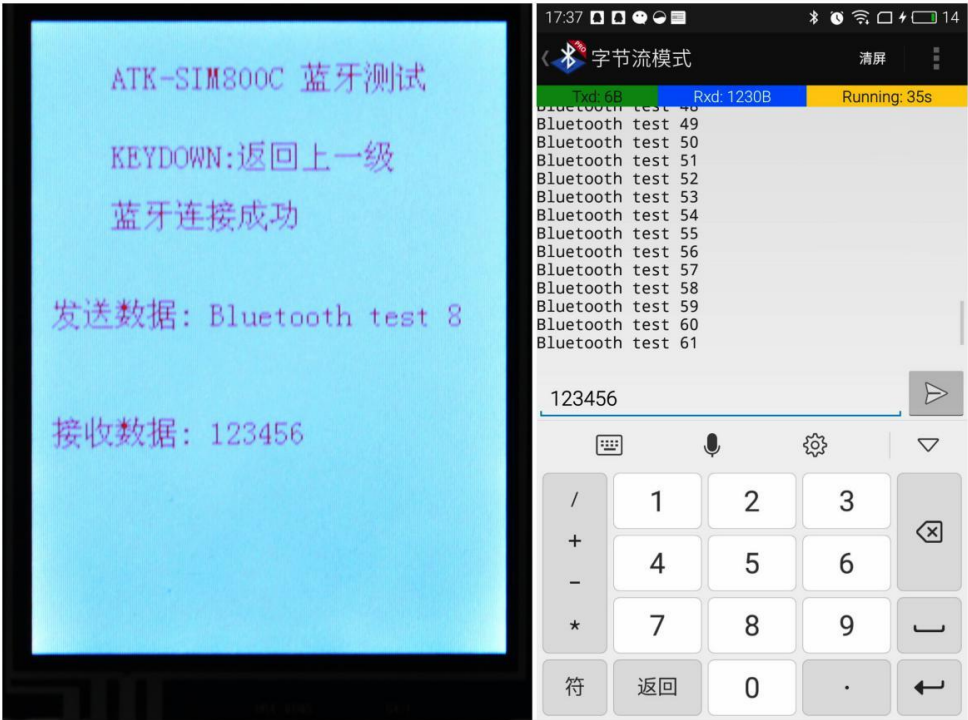 ATK-SIM800C 蓝牙测试
KEYDOWN:返回上一级
蓝牙连接成功
发送数据: Bluetooth test 8
接收数据: 123456
17:37
14
PRO
字节流模式
清屏
Txd: 6B
Rxd: 1230B
Running: 35s
Bluetooth test 48
Bluetooth test 49
Bluetooth test 50
Bluetooth test 51
Bluetooth test 52
Bluetooth test 53
Bluetooth test 54
Bluetooth test 55
Bluetooth test 56
Bluetooth test 57
Bluetooth test 58
Bluetooth test 59
Bluetooth test 60
Bluetooth test 61
123456
/ 1 2 3
+
- 4 5 6
* 7 8 9
符 返回 0 .